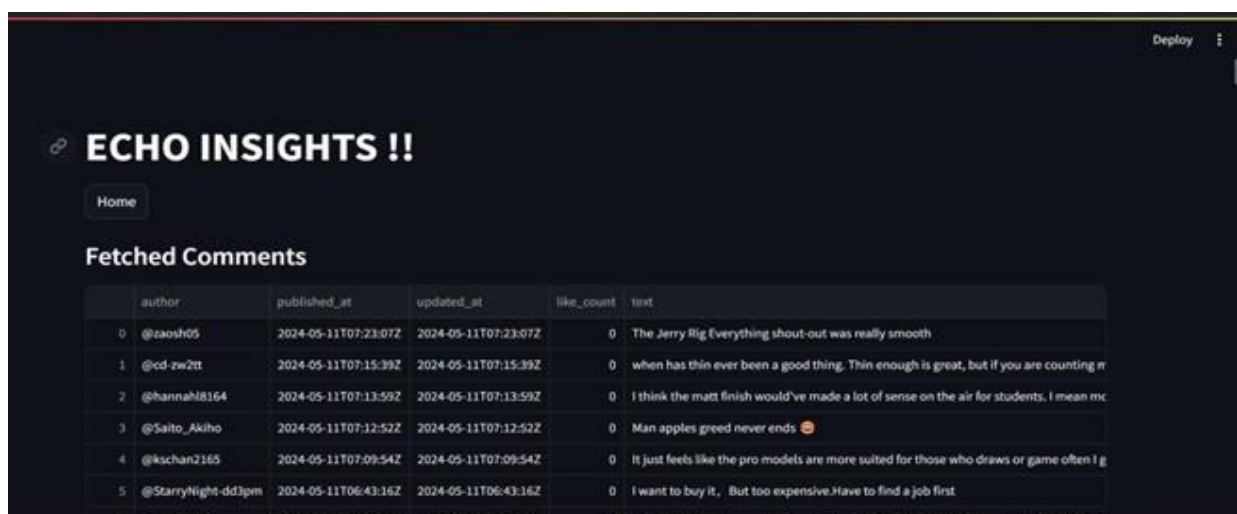 Deploy
ECHO INSIGHTS !!
Home
Fetched Comments
author published_at updated_at like_count text
0 @zaosh05 2024-05-11T07:23:07Z 2024-05-11T07:23:07Z 0 The Jerry Rig Everything shout-out was really smooth
1 @cd-zw2tt 2024-05-11T07:15:39Z 2024-05-11T07:15:39Z 0 when has thin ever been a good thing. Thin enough is great, but if you are counting m
2 @hannahl8164 2024-05-11T07:13:59Z 2024-05-11T07:13:59Z 0 I think the matt finish would've made a lot of sense on the air for students. I mean mo
3 @Saito_Akiho 2024-05-11T07:12:52Z 2024-05-11T07:12:52Z 0 Man apples greed never ends 😁
4 @kschan2165 2024-05-11T07:09:54Z 2024-05-11T07:09:54Z 0 It just feels like the pro models are more suited for those who draws or game often I g
5 @StarryNight-dd3pm 2024-05-11T06:43:16Z 2024-05-11T06:43:16Z 0 I want to buy it，But too expensive.Have to find a job first